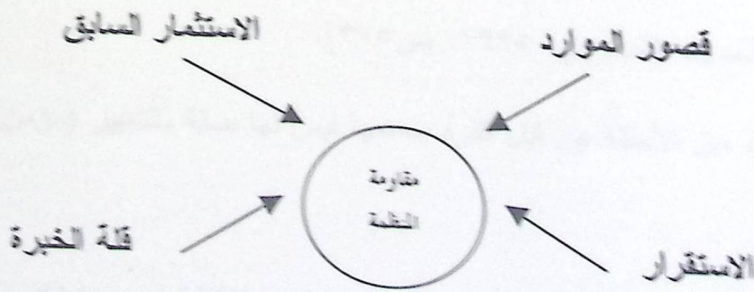 قصور الموارد
الاستثمار السابق
مقاومة
المنظمة
قلة الخبرة
الاستقرار